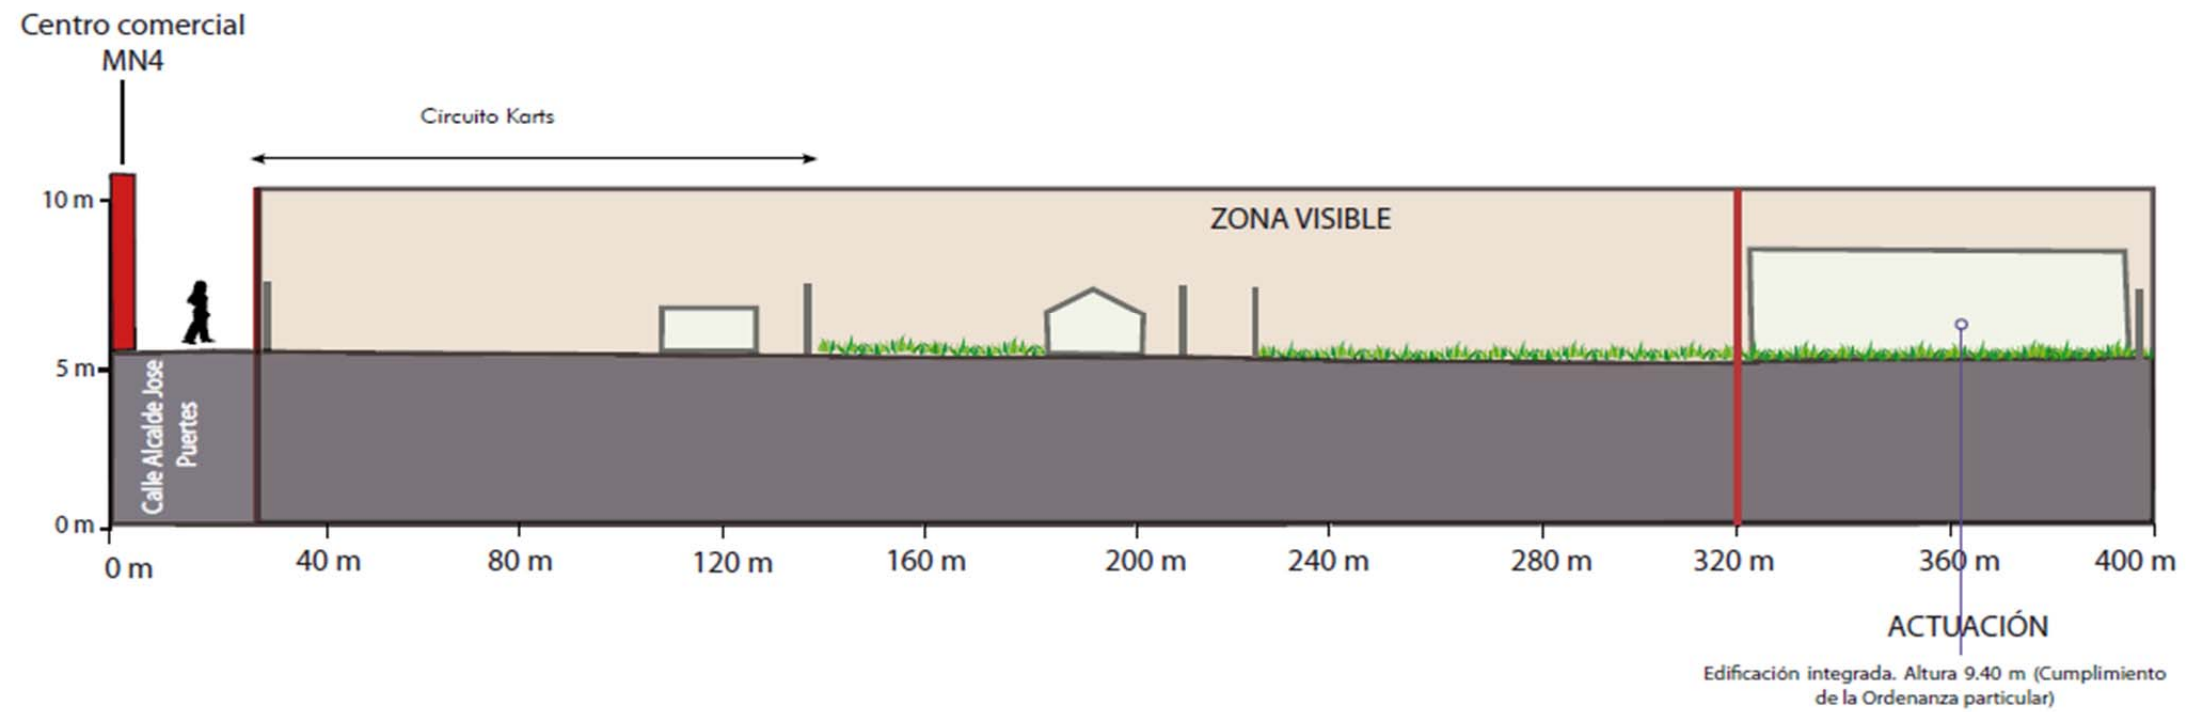 Centro comercial
MN4
Circuito Karts
10 m
ZONA VISIBLE
5 m
Calle Alcalde Jose
Puertes
0 m
0 m
40 m
80 m
120 m
160 m
200 m
240 m
280 m
320 m
360 m
400 m
ACTUACIÓN
Edificación integrada. Altura 9.40 m (Cumplimiento
de la Ordenanza particular)